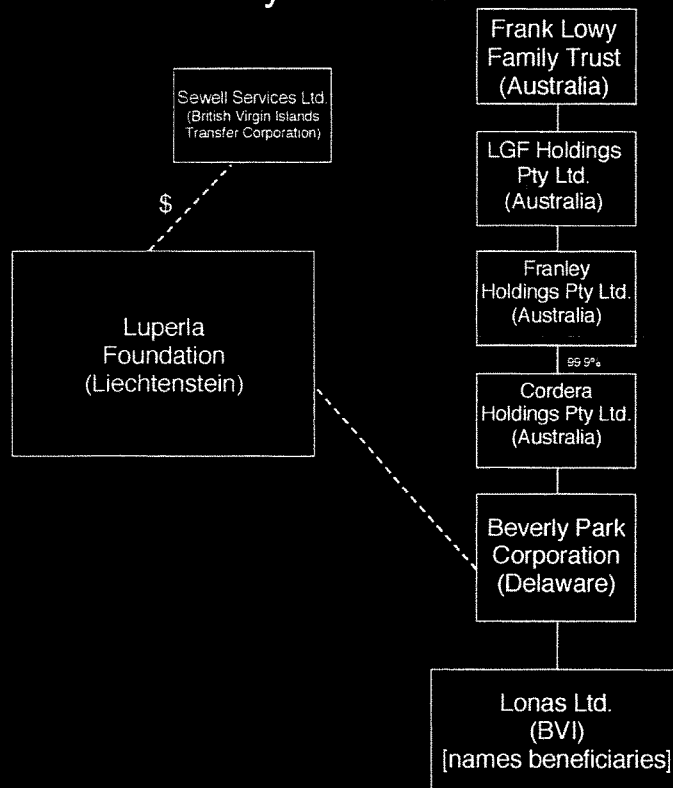 Frank Lowy
Family Trust
(Australia)
Sewell Services Ltd.
(British Virgin Islands
Transfer Corporation)
LGF Holdings
Pty Ltd.
(Australia)
$
Franley
Holdings Pty Ltd.
(Australia)
Luperla
Foundation
(Liechtenstein)
99.9%
Cordera
Holdings Pty Ltd.
(Australia)
Beverly Park
Corporation
(Delaware)
Lonas Ltd.
(BVI)
[names beneficiaries]